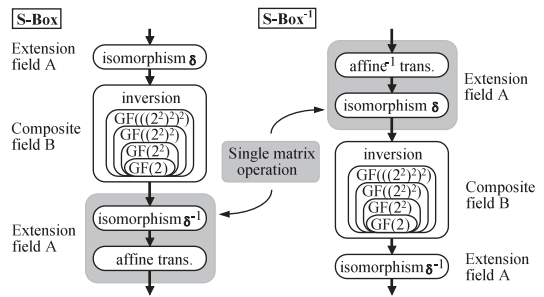 S-Box
Extension
field A
isomorphism δ
Composite
field B
inversion
GF(((2²)²)²)
GF((2²)²)
GF(2²)
GF(2)
Extension
field A
isomorphism δ⁻¹
affine trans.
Single matrix
operation
S-Box⁻¹
affine⁻¹ trans.
isomorphism δ
Extension
field A
inversion
GF(((2²)²)²)
GF((2²)²)
GF(2²)
GF(2)
Composite
field B
isomorphism δ⁻¹
Extension
field A